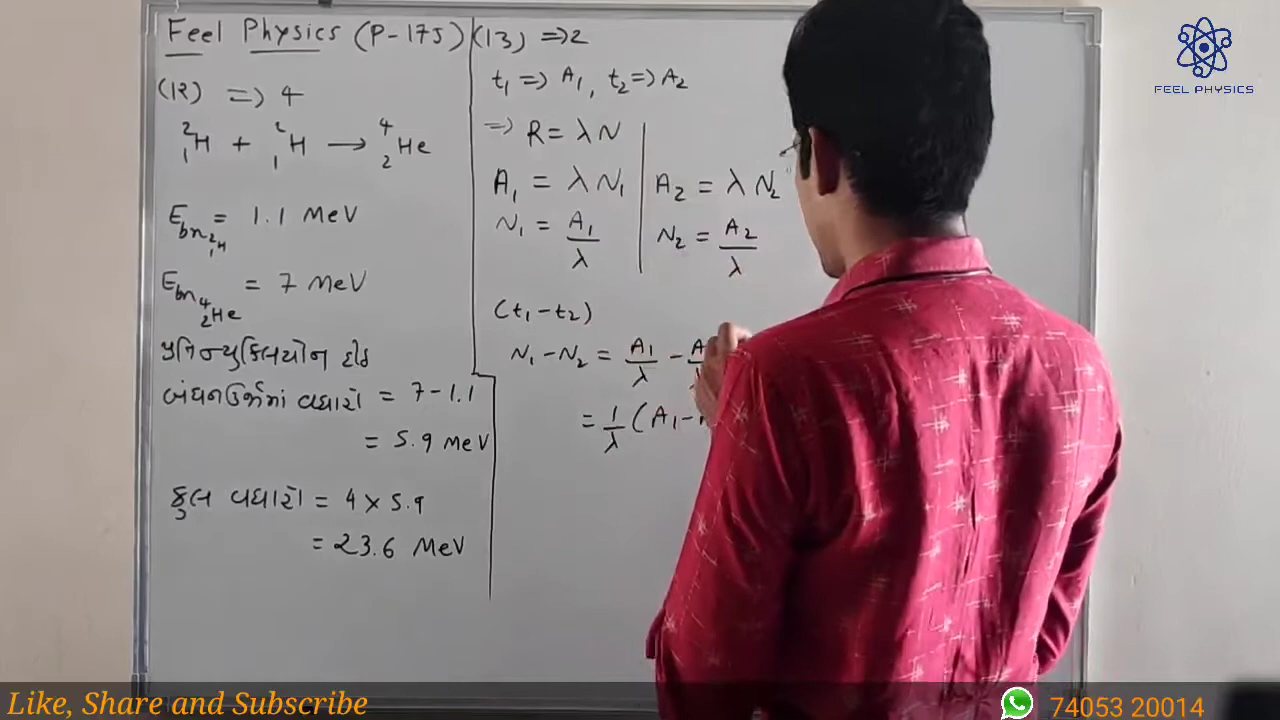 Feel Physics (P-175)
(12) => 4
²₁H + ²₁H → ⁴₂He
Ebn ²₁H = 1.1 MeV
Ebn ⁴₂He = 7 MeV
પ્રતિ ન્યુક્લિયોન દીઠ
બંધનઊર્જામાં વધારો = 7 - 1.1
= 5.9 MeV
કુલ વધારો = 4 × 5.9
= 23.6 MeV
(13) => 2
t₁ => A₁, t₂ => A₂
=> R = λN
A₁ = λN₁
N₁ = A₁/λ
A₂ = λN₂
N₂ = A₂/λ
(t₁ - t₂)
N₁ - N₂ = A₁/λ - A
= 1/λ (A₁ -
FEEL PHYSICS
Like, Share and Subscribe
74053 20014